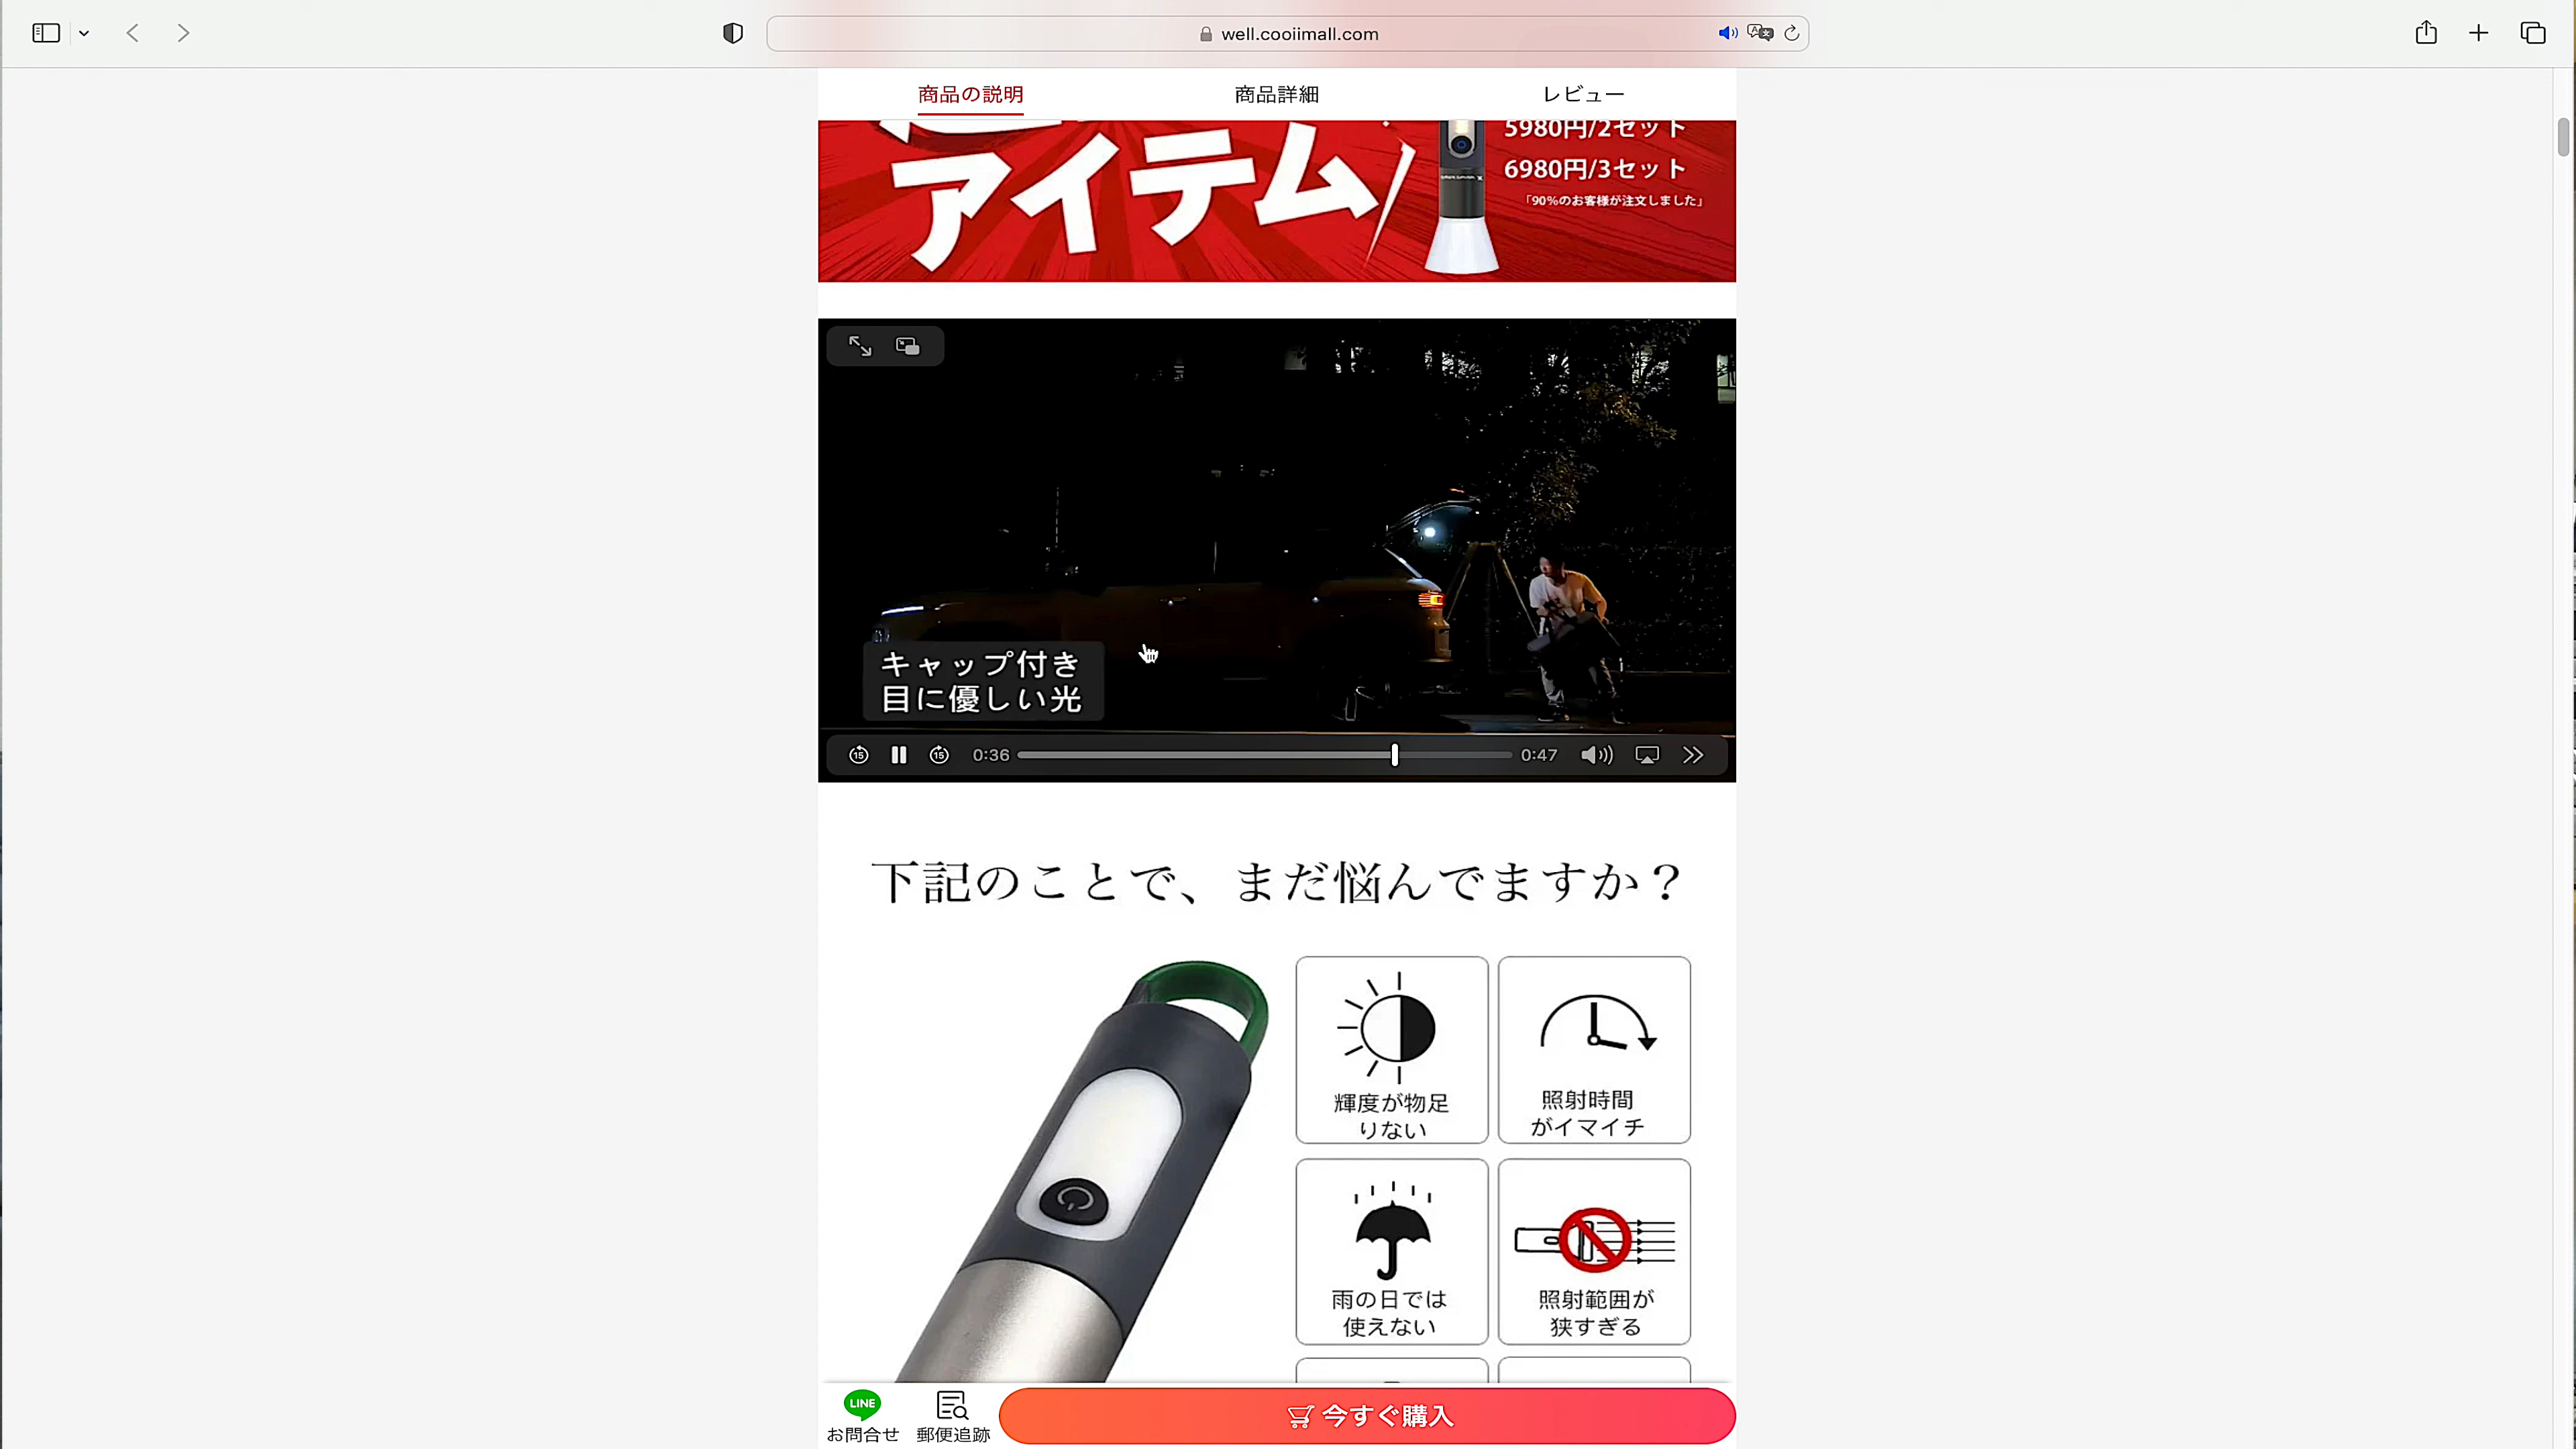 well.cooiimall.com
商品の説明
商品詳細
レビュー
アイテム
5980円/2セット
6980円/3セット
「90%のお客様が注文しました」
キャップ付き
目に優しい光
15
15
0:36
0:47
下記のことで、まだ悩んでますか？
輝度が物足
りない
照射時間
がイマイチ
雨の日では
使えない
照射範囲が
狭すぎる
LINE
お問合せ
郵便追跡
今すぐ購入